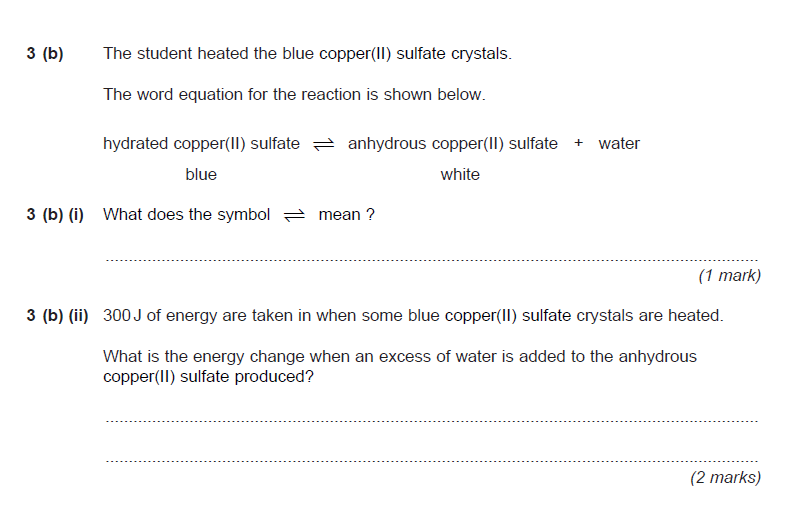 3 (b) The student heated the blue copper(II) sulfate crystals.
The word equation for the reaction is shown below.
hydrated copper(II) sulfate ⇌ anhydrous copper(II) sulfate + water
blue white
3 (b) (i) What does the symbol ⇌ mean ?
(1 mark)
3 (b) (ii) 300 J of energy are taken in when some blue copper(II) sulfate crystals are heated.
What is the energy change when an excess of water is added to the anhydrous
copper(II) sulfate produced?
(2 marks)